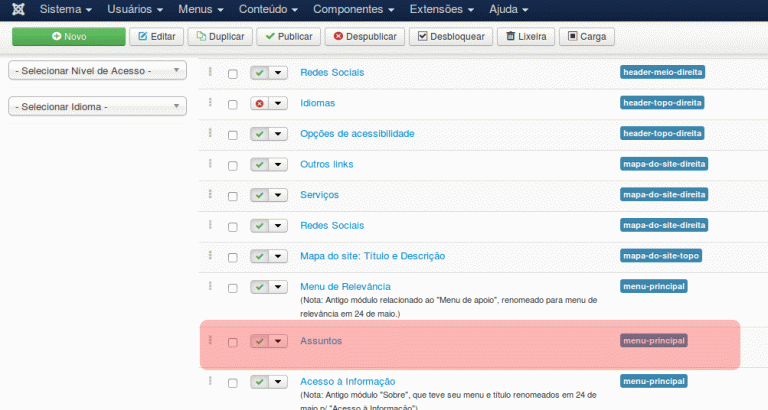 Sistema Usuários Menus Conteúdo Componentes Extensões Ajuda
Novo Editar Duplicar Publicar Despublicar Desbloquear Lixeira Carga
- Selecionar Nível de Acesso -
- Selecionar Idioma -
Redes Sociais header-meio-direita
Idiomas header-topo-direita
Opções de acessibilidade header-topo-direita
Outro links mapa-do-site-direita
Serviços mapa-do-site-direita
Redes Sociais mapa-do-site-direita
Mapa do site: Título e Descrição mapa-do-site-topo
Menu de Relevância menu-principal
(Nota: Antigo módulo relacionado ao "Menu de apoio", renomeado para menu de
relevância em 24 de maio.)
Assuntos menu-principal
Acesso à Informação menu-principal
(Nota: Antigo módulo "Sobre", que teve seu menu e título renomeados em 24 de
maio p/ "Acesso à Informação")